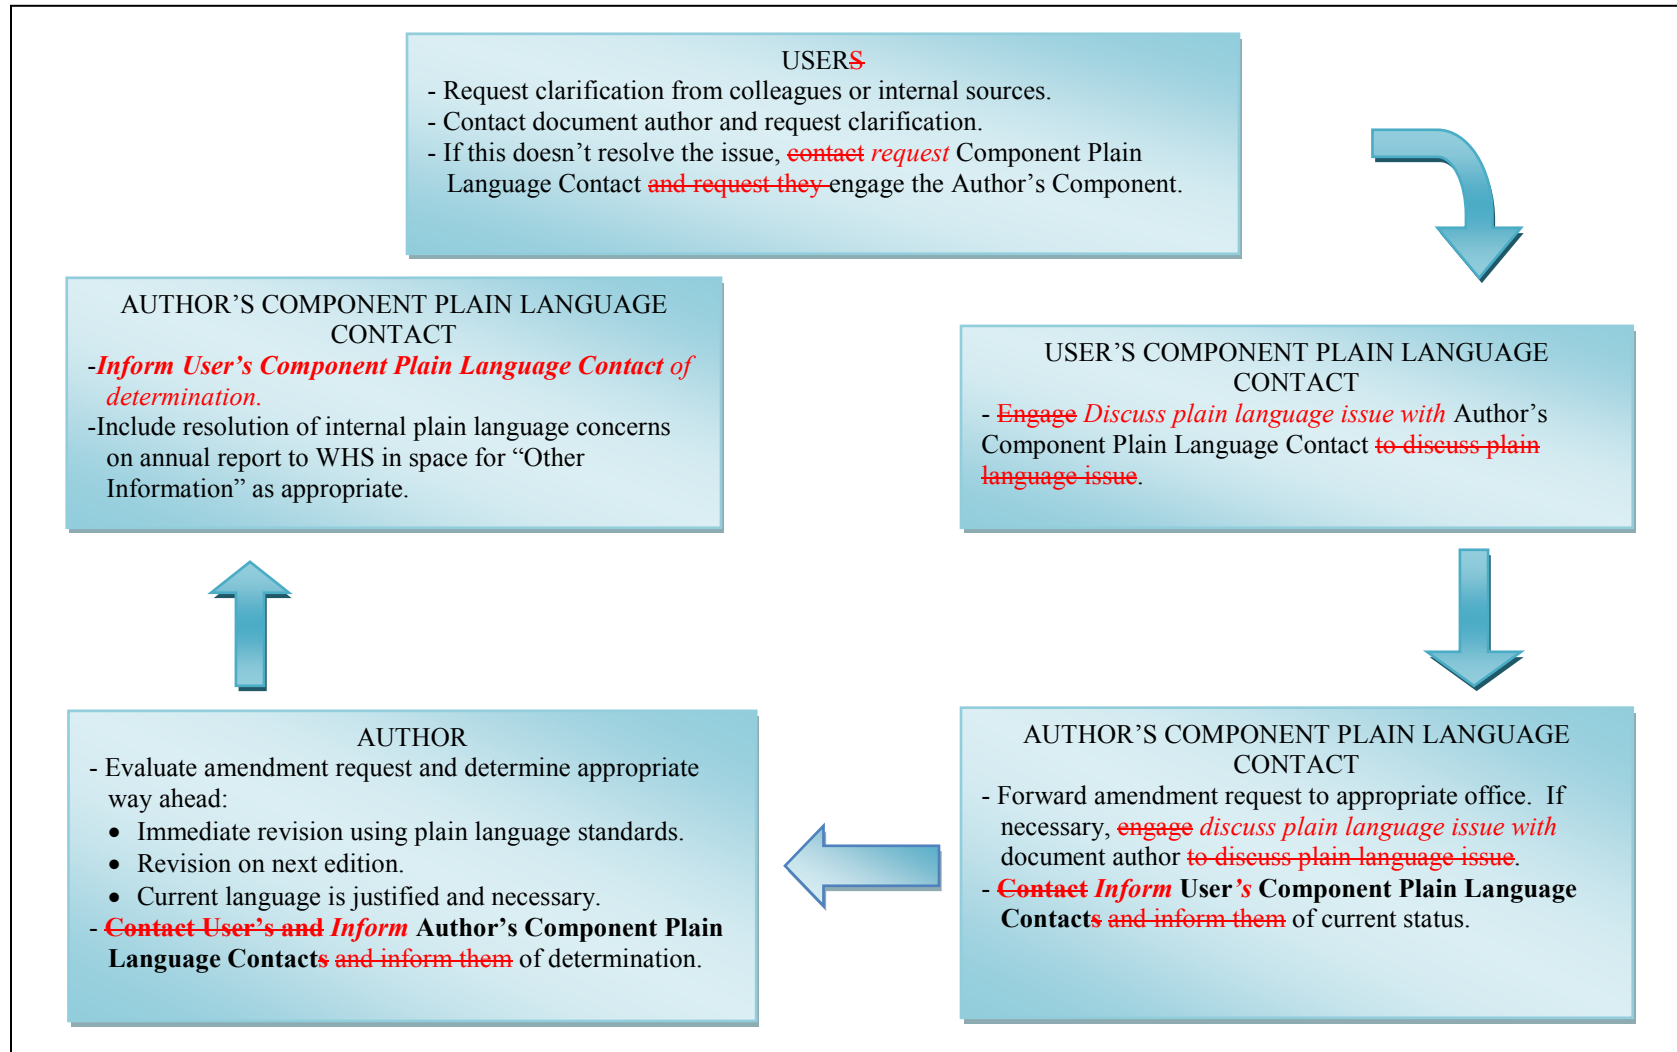 USERS
- Request clarification from colleagues or internal sources.
- Contact document author and request clarification.
- If this doesn’t resolve the issue, contact request Component Plain
Language Contact and request they engage the Author’s Component.
AUTHOR’S COMPONENT PLAIN LANGUAGE
CONTACT
-Inform User’s Component Plain Language Contact of
determination.
-Include resolution of internal plain language concerns
on annual report to WHS in space for “Other
Information” as appropriate.
USER’S COMPONENT PLAIN LANGUAGE
CONTACT
- Engage Discuss plain language issue with Author’s
Component Plain Language Contact to discuss plain
language issue.
AUTHOR
- Evaluate amendment request and determine appropriate
way ahead:
• Immediate revision using plain language standards.
• Revision on next edition.
• Current language is justified and necessary.
- Contact User’s and Inform Author’s Component Plain
Language Contacts and inform them of determination.
AUTHOR’S COMPONENT PLAIN LANGUAGE
CONTACT
- Forward amendment request to appropriate office.  If
necessary, engage discuss plain language issue with
document author to discuss plain language issue.
- Contact Inform User’s Component Plain Language
Contacts and inform them of current status.